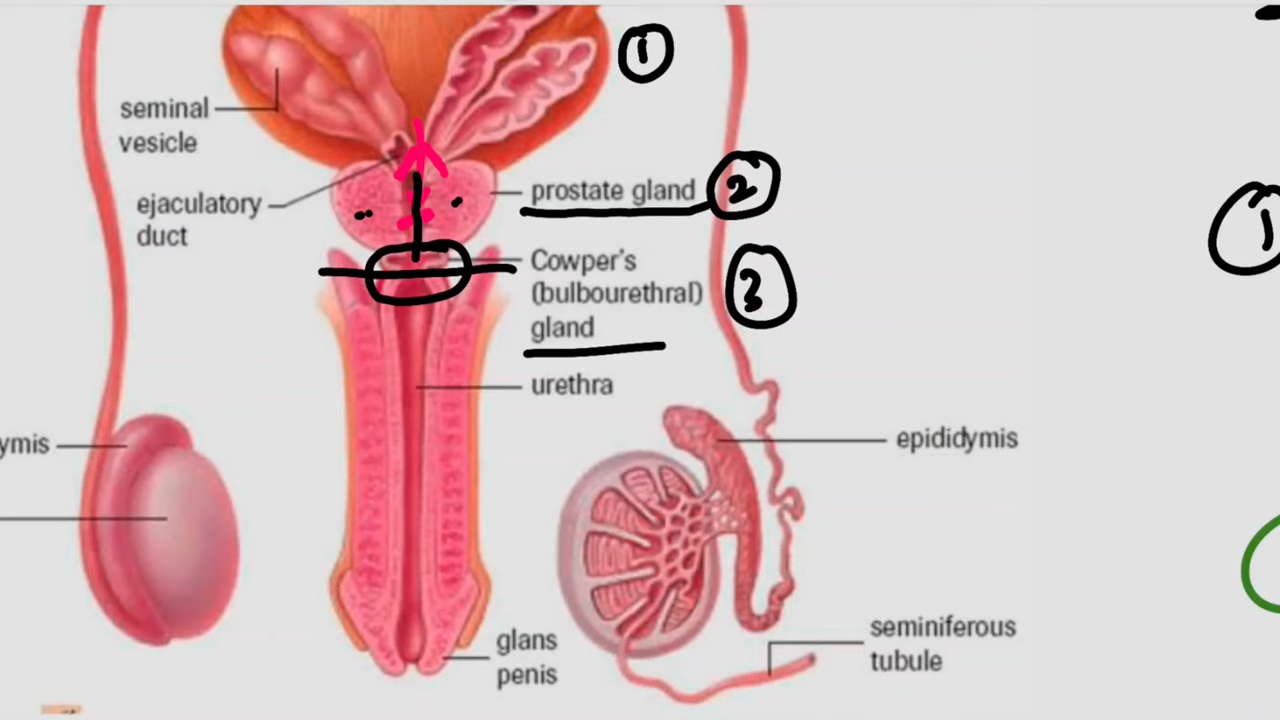 ①
seminal
vesicle
ejaculatory
duct
prostate gland ②
①
Cowper's
(bulbourethral) ③
gland
urethra
ymis
epididymis
glans
penis
seminiferous
tubule